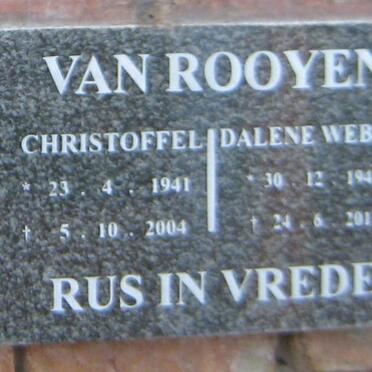 VAN ROOYEN
CHRISTOFFEL DALENE WEB
* 23 . 4 . 1941 * 30 . 12 . 194
† 5 . 10 . 2004 † 24 . 6 . 201
RUS IN VREDE